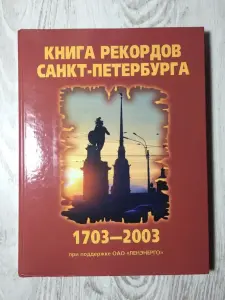 КНИГА РЕКОРДОВ
САНКТ-ПЕТЕРБУРГА
1703—2003
при поддержке ОАО «ЛЕНЭНЕРГО»